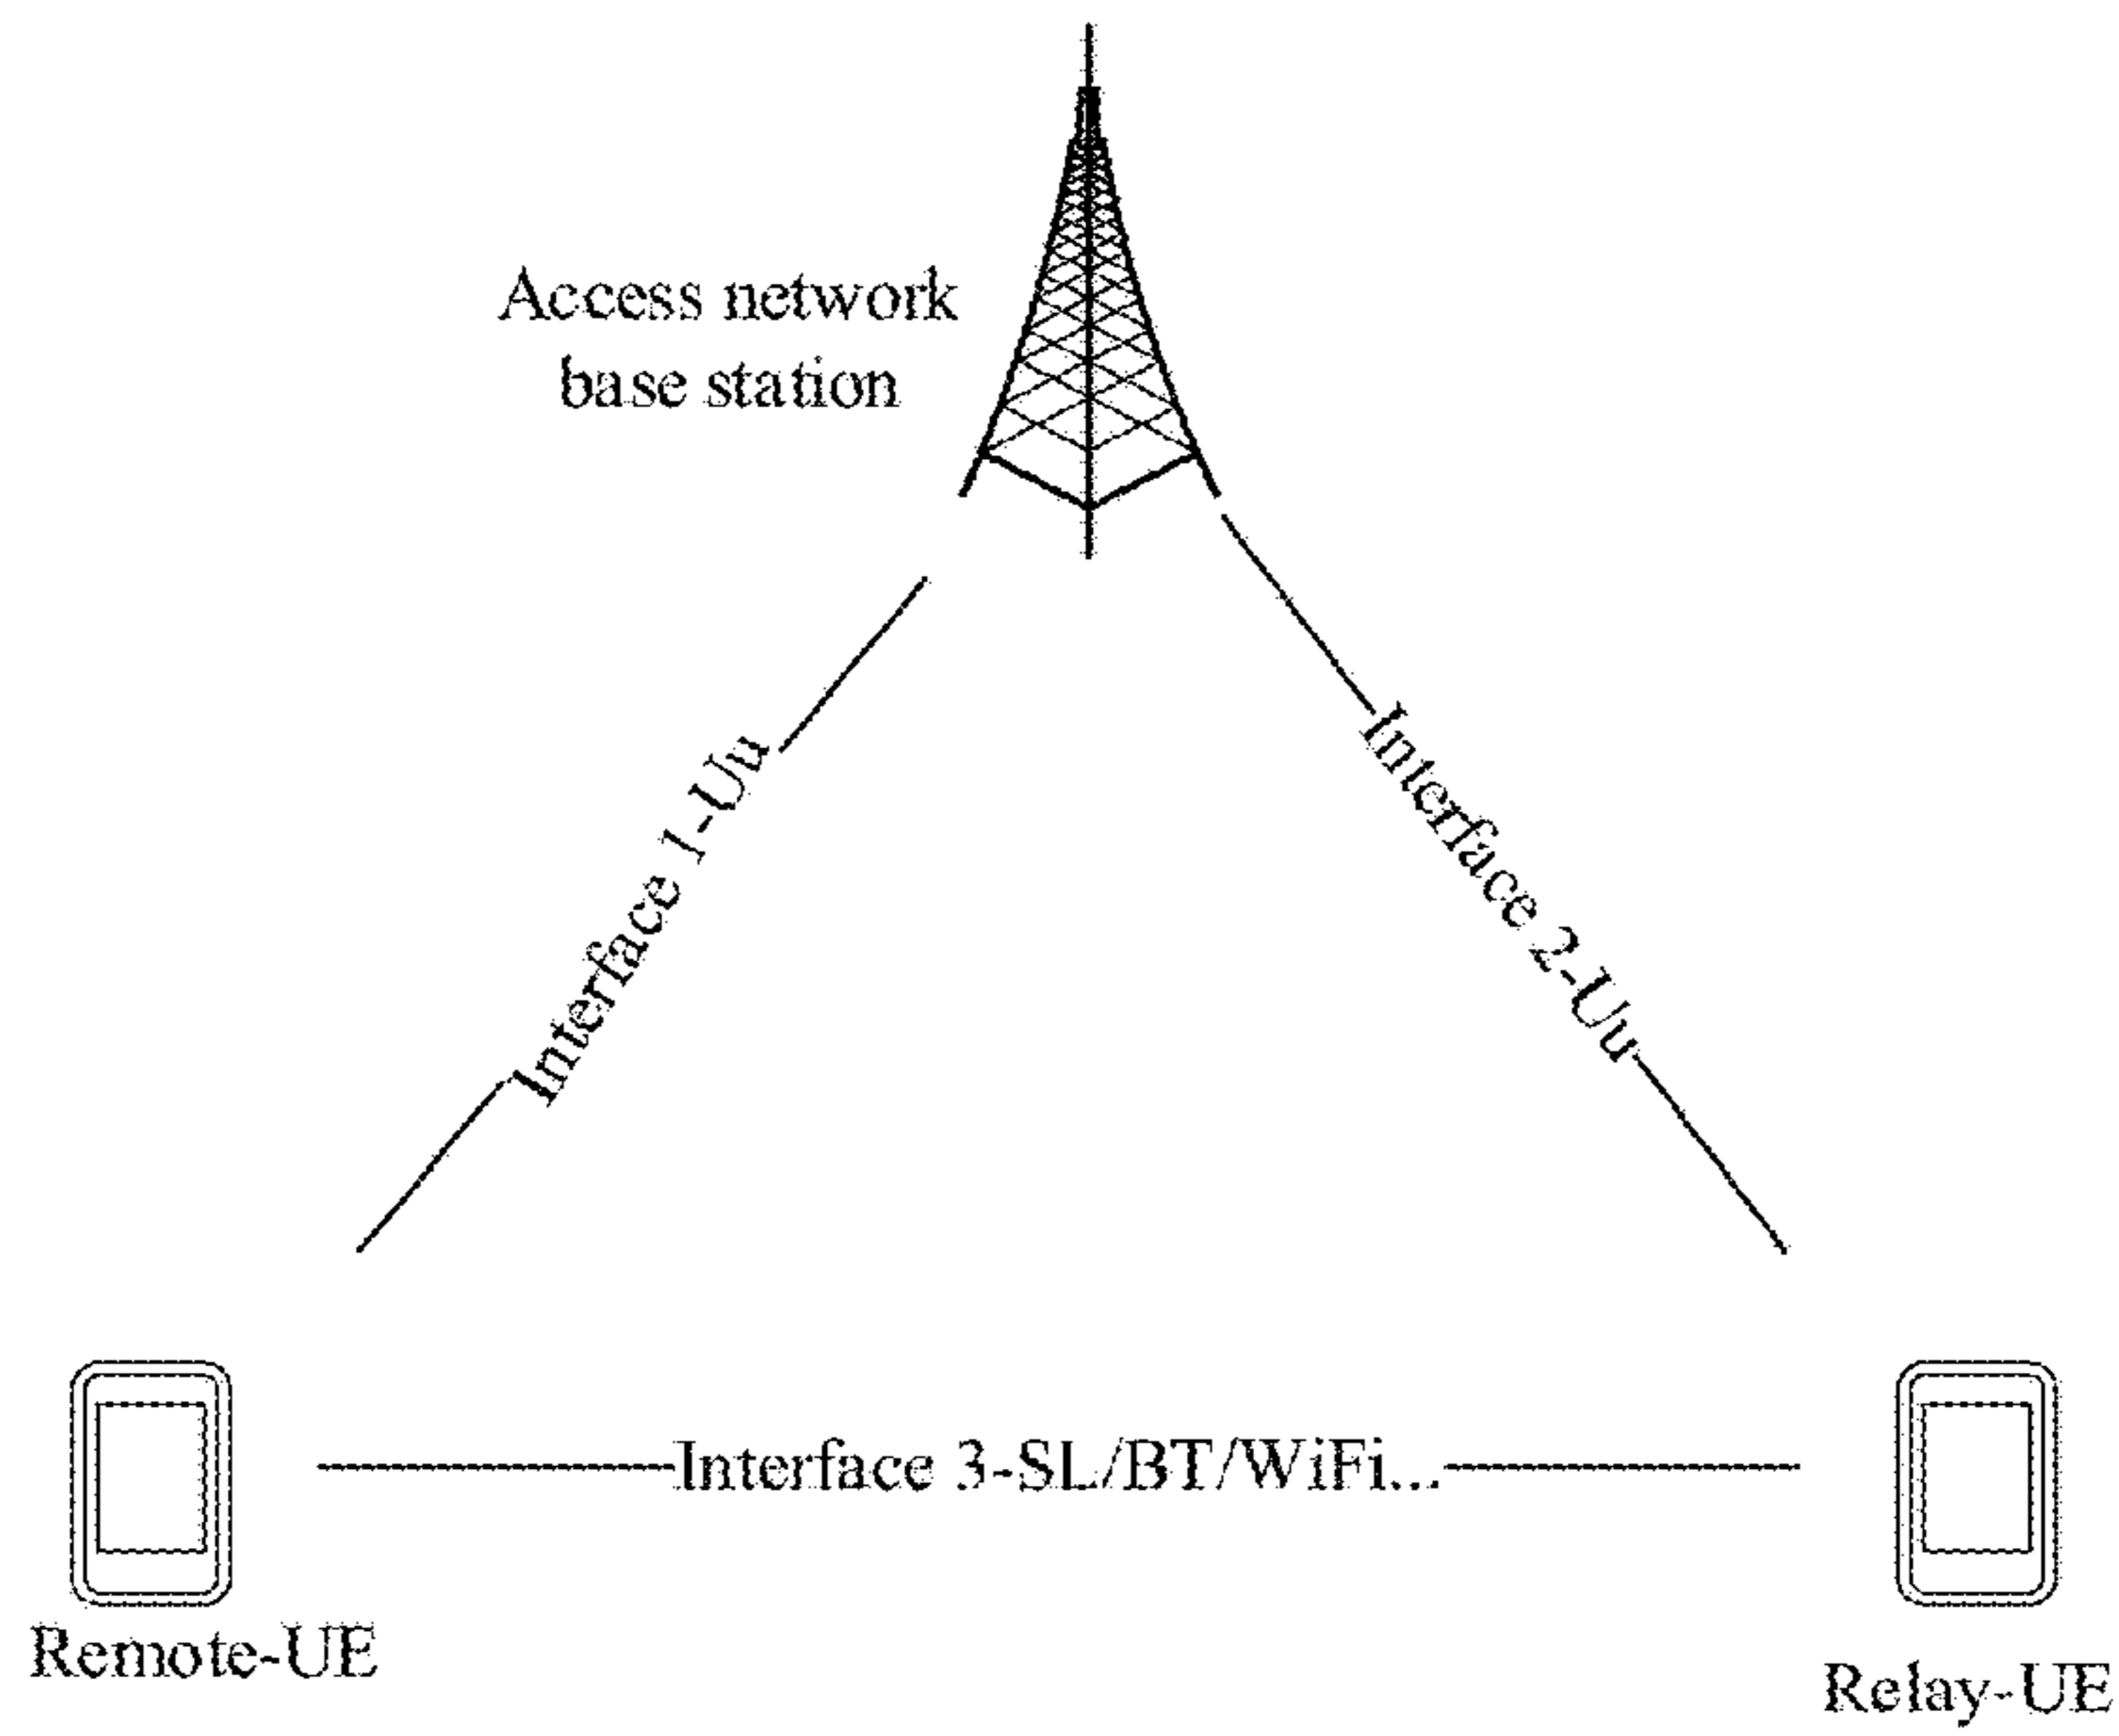 Access network
base station
Interface 1-Uu
Interface 2-Uu
Interface 3-SL/BT/WiFi...
Remote-UE
Relay-UE